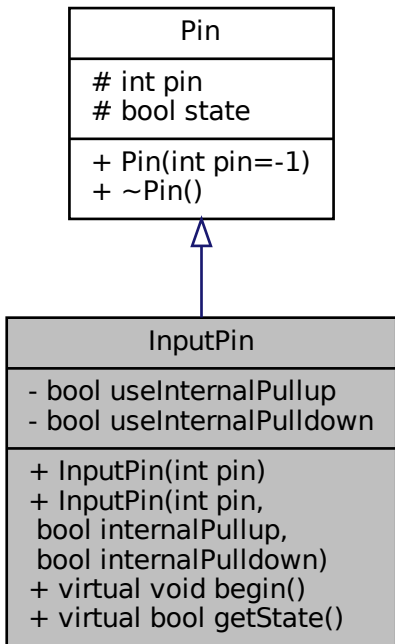 Pin
# int pin
# bool state
+ Pin(int pin=-1)
+ ~Pin()
InputPin
- bool useInternalPullup
- bool useInternalPulldown
+ InputPin(int pin)
+ InputPin(int pin,
bool internalPullup,
bool internalPulldown)
+ virtual void begin()
+ virtual bool getState()